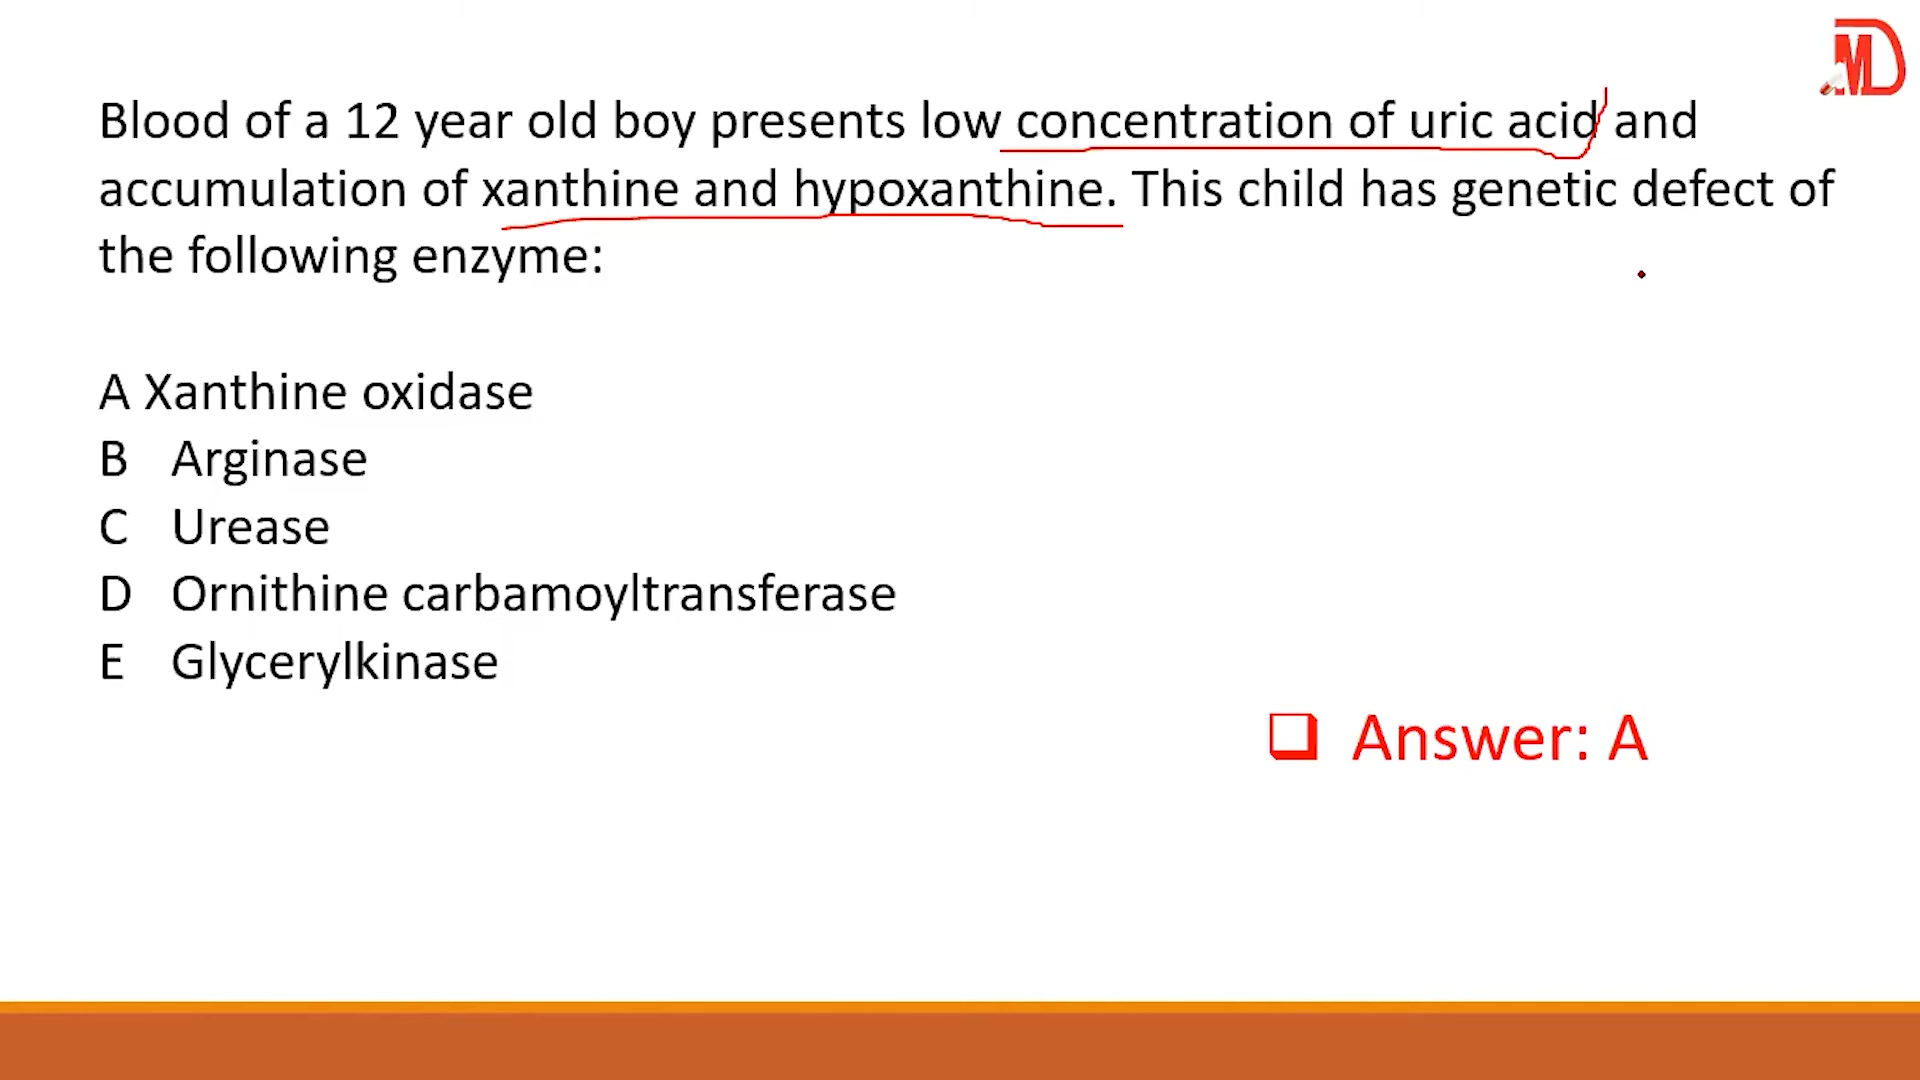 MD
Blood of a 12 year old boy presents low concentration of uric acid and
accumulation of xanthine and hypoxanthine. This child has genetic defect of
the following enzyme:
A Xanthine oxidase
B Arginase
C Urease
D Ornithine carbamoyltransferase
E Glycerylkinase
Answer: A